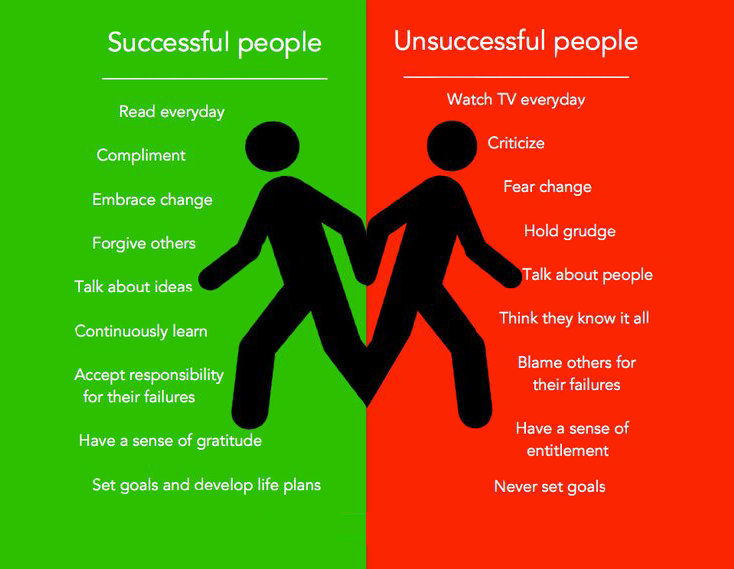 Successful people
Read everyday
Compliment
Embrace change
Forgive others
Talk about ideas
Continuously learn
Accept responsibility
for their failures
Have a sense of gratitude
Set goals and develop life plans
Unsuccessful people
Watch TV everyday
Criticize
Fear change
Hold grudge
Talk about people
Think they know it all
Blame others for
their failures
Have a sense of
entitlement
Never set goals